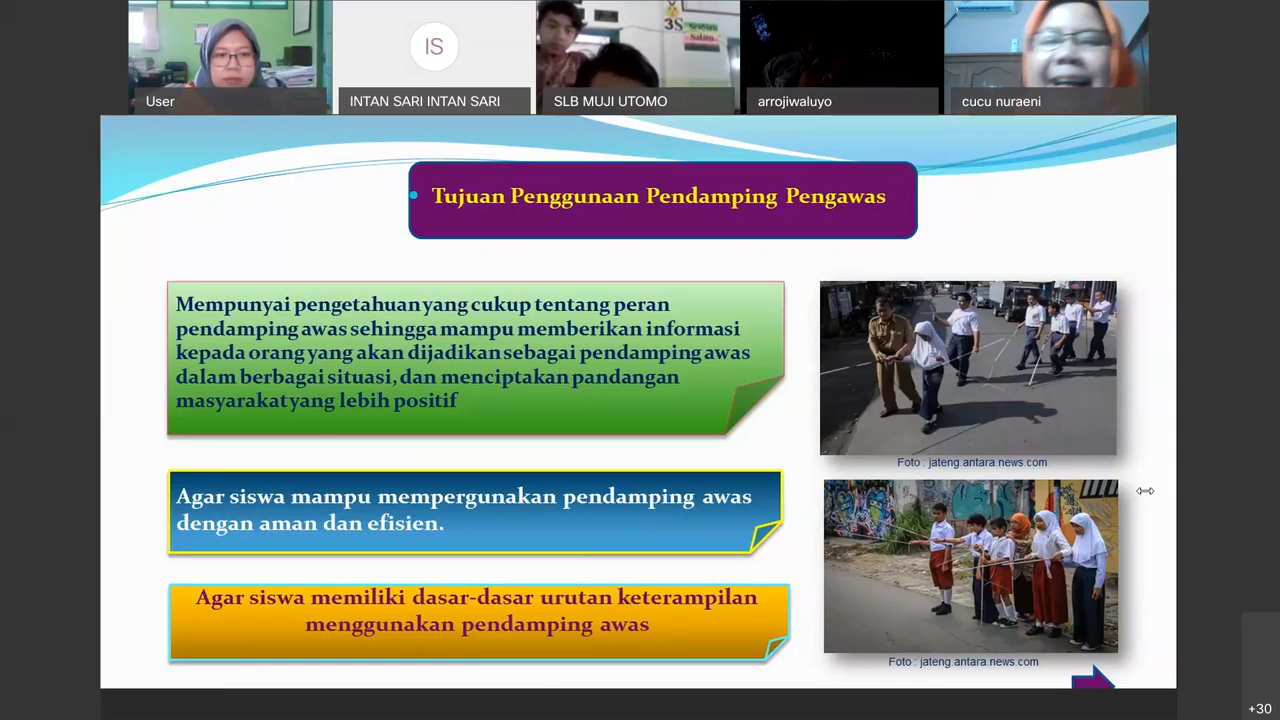 IS
3S
Senyum
Salam
User
INTAN SARI INTAN SARI
SLB MUJI UTOMO
arrojiwaluyo
cucu nuraeni
Tujuan Penggunaan Pendamping Pengawas
Mempunyai pengetahuan yang cukup tentang peran
pendamping awas sehingga mampu memberikan informasi
kepada orang yang akan dijadikan sebagai pendamping awas
dalam berbagai situasi, dan menciptakan pandangan
masyarakat yang lebih positif
Foto : jateng.antara.news.com
Agar siswa mampu mempergunakan pendamping awas
dengan aman dan efisien.
Agar siswa memiliki dasar-dasar urutan keterampilan
menggunakan pendamping awas
Foto : jateng.antara.news.com
+30